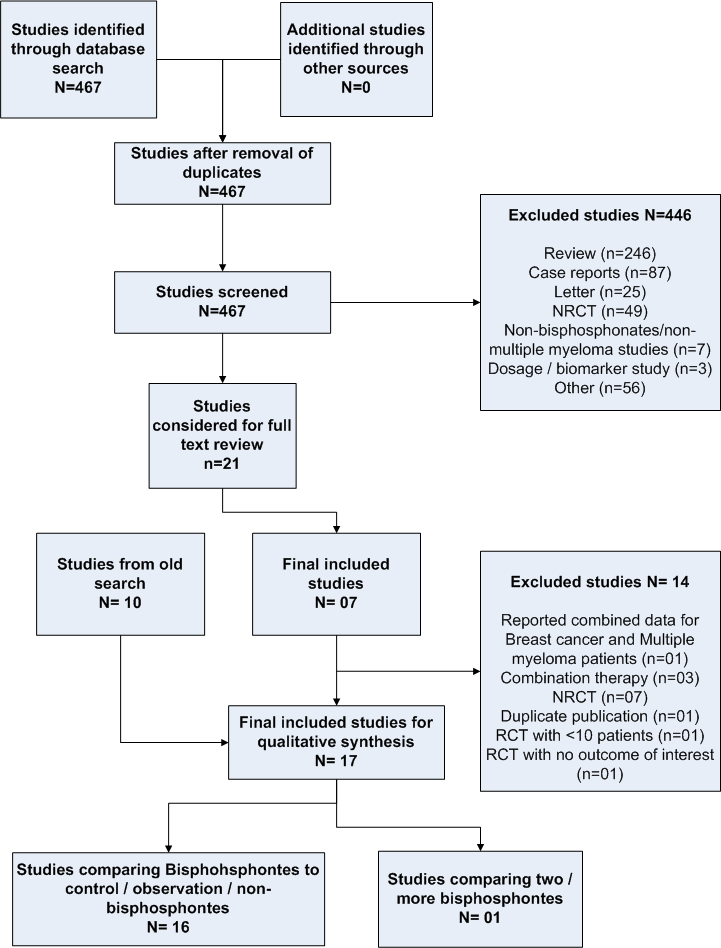 Studies identified
through database
search
N=467
Additional studies
identified through
other sources
N=0
Studies after removal of
duplicates
N=467
Studies screened
N=467
Excluded studies N=446
Review (n=246)
Case reports (n=87)
Letter (n=25)
NRCT (n=49)
Non-bisphosphonates/non-
multiple myeloma studies (n=7)
Dosage / biomarker study (n=3)
Other (n=56)
Studies
considered for full
text review
n=21
Studies from old
search
N= 10
Final included
studies
N= 07
Excluded studies N= 14
Reported combined data for
Breast cancer and Multiple
myeloma patients (n=01)
Combination therapy (n=03)
NRCT (n=07)
Duplicate publication (n=01)
RCT with <10 patients (n=01)
RCT with no outcome of interest
(n=01)
Final included studies for
qualitative synthesis
N= 17
Studies comparing Bisphohsphontes to
control / observation / non-
bisphosphontes
N= 16
Studies comparing two /
more bisphosphontes
N= 01